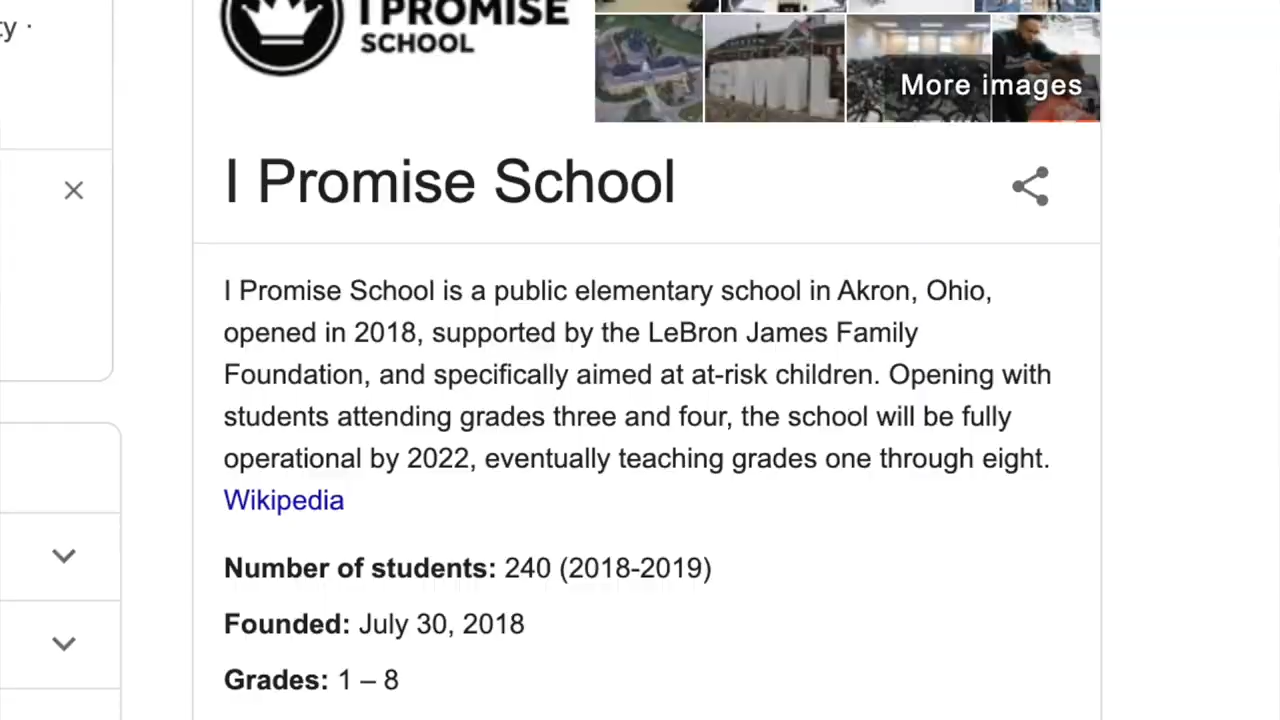 I PROMISE
SCHOOL
ty ·
More images
I Promise School
I Promise School is a public elementary school in Akron, Ohio,
opened in 2018, supported by the LeBron James Family
Foundation, and specifically aimed at at-risk children. Opening with
students attending grades three and four, the school will be fully
operational by 2022, eventually teaching grades one through eight.
Wikipedia
Number of students: 240 (2018-2019)
Founded: July 30, 2018
Grades: 1 – 8